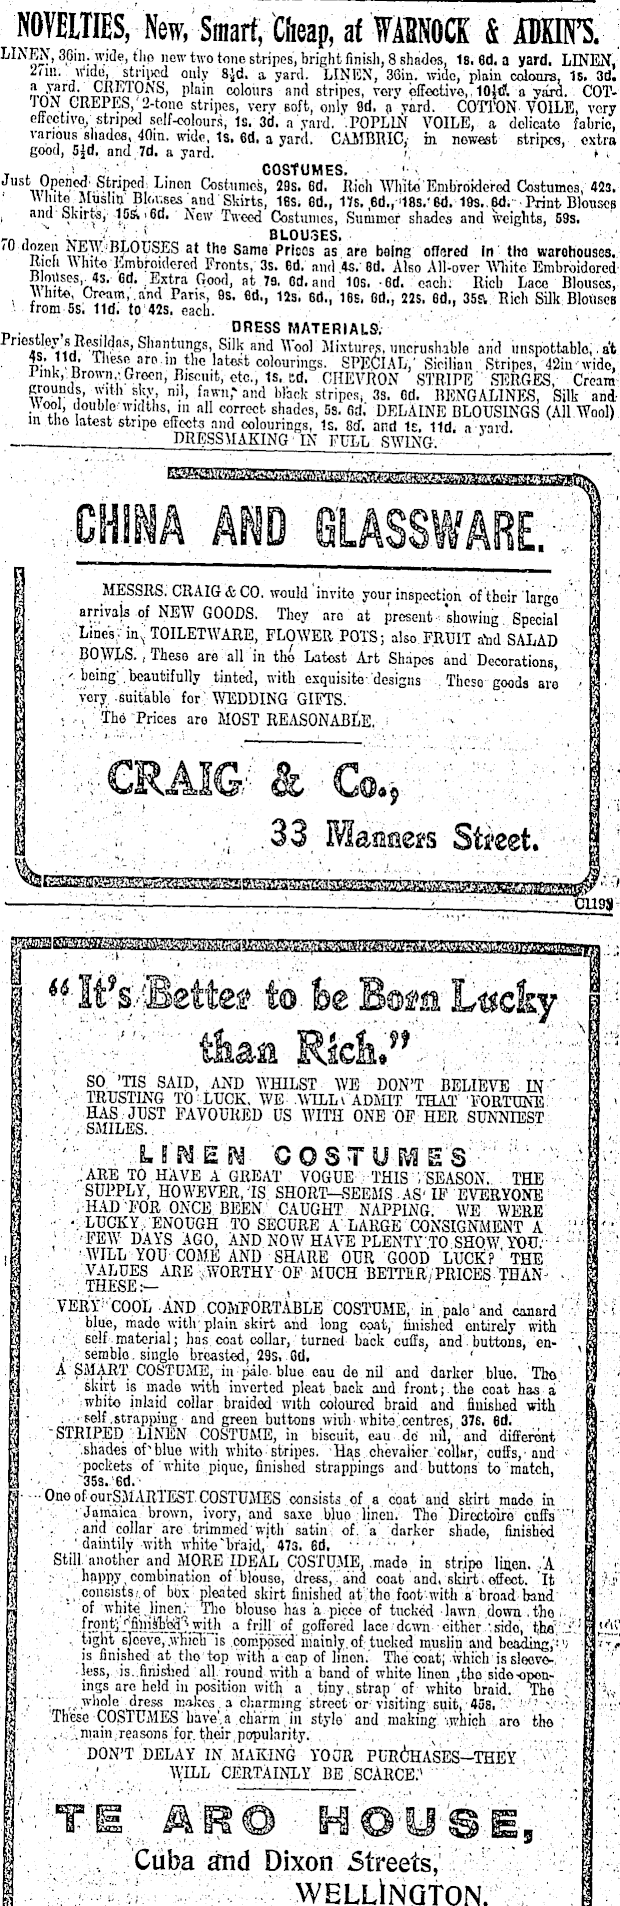 NOVELTIES, New, Smart, Cheap, at WARNOCK & ADKIN'S.
LINEN, 36in. wide, the new two tone stripes, bright finish, 8 shades, 1s. 6d. a yard. LINEN,
27in. wide, striped only 8½d. a yard. LINEN, 36in. wide, plain colours, 1s. 3d.
a yard. CRETONS, plain colours and stripes, very effective, 10½d. a yard. COT-
TON CREPES, 2-tone stripes, very soft, only 9d. a yard. COTTON VOILE, very
effective, striped self-colours, 1s. 3d. a yard. POPLIN VOILE, a delicate fabric,
various shades, 40in. wide, 1s. 6d. a yard. CAMBRIC, in newest stripes, extra
good, 5½d. and 7d. a yard.
COSTUMES.
Just Opened Striped Linen Costumes, 29s. 6d. Rich White Embroidered Costumes, 42s.
White Muslin Blouses and Skirts, 16s. 6d., 17s. 6d., 18s. 6d. 19s. 6d. Print Blouses
and Skirts, 15s. 6d. New Tweed Costumes, Summer shades and weights, 59s.
BLOUSES.
70 dozen NEW BLOUSES at the Same Prices as are being offered in the warehouses.
Rich White Embroidered Fronts, 3s. 6d. and 4s. 6d. Also All-over White Embroidered
Blouses, 4s. 6d. Extra Good, at 7s. 6d. and 10s. 6d. each. Rich Lace Blouses,
White, Cream, and Paris, 9s. 6d., 12s. 6d., 16s. 6d., 22s. 6d., 35s. Rich Silk Blouses
from 5s. 11d. to 42s. each.
DRESS MATERIALS.
Priestley's Resildas, Shantungs, Silk and Wool Mixtures, uncrushable and unspottable, at
4s. 11d. These are in the latest colourings. SPECIAL, Sicilian Stripes, 42in wide,
Pink, Brown, Green, Biscuit, etc., 1s. CHEVRON STRIPE SERGES, Cream
grounds, with sky, nil, fawn, and black stripes, 3s. 6d. BENGALINES, Silk and
Wool, double widths, in all correct shades, 5s. 6d. DELAINE BLOUSINGS (All Wool)
in the latest stripe effects and colourings, 1s. 8d. and 1s. 11d. a yard.
DRESSMAKING IN FULL SWING.
CHINA AND GLASSWARE.
MESSRS. CRAIG & CO. would invite your inspection of their large
arrivals of NEW GOODS. They are at present showing Special
Lines in TOILETWARE, FLOWER POTS; also FRUIT and SALAD
BOWLS. These are all in the Latest Art Shapes and Decorations,
being beautifully tinted, with exquisite designs These goods are
very suitable for WEDDING GIFTS.
The Prices are MOST REASONABLE.
CRAIG & Co.,
33 Manners Street.
C1193
"It's Better to be Born Lucky
than Rich."
SO 'TIS SAID, AND WHILST WE DON'T BELIEVE IN
TRUSTING TO LUCK, WE WILL ADMIT THAT FORTUNE
HAS JUST FAVOURED US WITH ONE OF HER SUNNIEST
SMILES.
LINEN COSTUMES
ARE TO HAVE A GREAT VOGUE THIS SEASON. THE
SUPPLY, HOWEVER, IS SHORT—SEEMS AS IF EVERYONE
HAD FOR ONCE BEEN CAUGHT NAPPING. WE WERE
LUCKY ENOUGH TO SECURE A LARGE CONSIGNMENT A
FEW DAYS AGO, AND NOW HAVE PLENTY TO SHOW YOU.
WILL YOU COME AND SHARE OUR GOOD LUCK? THE
VALUES ARE WORTHY OF MUCH BETTER PRICES THAN
THESE:—
VERY COOL AND COMFORTABLE COSTUME, in pale and canard
blue, made with plain skirt and long coat, finished entirely with
self material; has coat collar, turned back cuffs, and buttons, en-
semble single breasted, 29s. 6d.
A SMART COSTUME, in pale blue eau de nil and darker blue. The
skirt is made with inverted pleat back and front; the coat has a
white inlaid collar braided with coloured braid and finished with
self strapping and green buttons with white centres, 37s. 6d.
STRIPED LINEN COSTUME, in biscuit, eau de nil, and different
shades of blue with white stripes. Has chevalier collar, cuffs, and
pockets of white pique, finished strappings and buttons to match,
35s. 6d.
One of our SMARTEST COSTUMES consists of a coat and skirt made in
Jamaica brown, ivory, and saxe blue linen. The Directoire cuffs
and collar are trimmed with satin of a darker shade, finished
daintily with white braid, 47s. 6d.
Still another and MORE IDEAL COSTUME, made in stripe linen. A
happy combination of blouse, dress, and coat and skirt effect. It
consists of box pleated skirt finished at the foot with a broad band
of white linen. The blouse has a piece of tucked lawn down the
front, finished with a frill of goffered lace down either side, the
tight sleeve, which is composed mainly of tucked muslin and beading,
is finished at the top with a cap of linen. The coat, which is sleeve-
less, is finished all round with a band of white linen, the side open-
ings are held in position with a tiny strap of white braid. The
whole dress makes a charming street or visiting suit, 45s.
These COSTUMES have a charm in style and making which are the
main reasons for their popularity.
DON'T DELAY IN MAKING YOUR PURCHASES—THEY
WILL CERTAINLY BE SCARCE.
TE ARO HOUSE,
Cuba and Dixon Streets,
WELLINGTON.